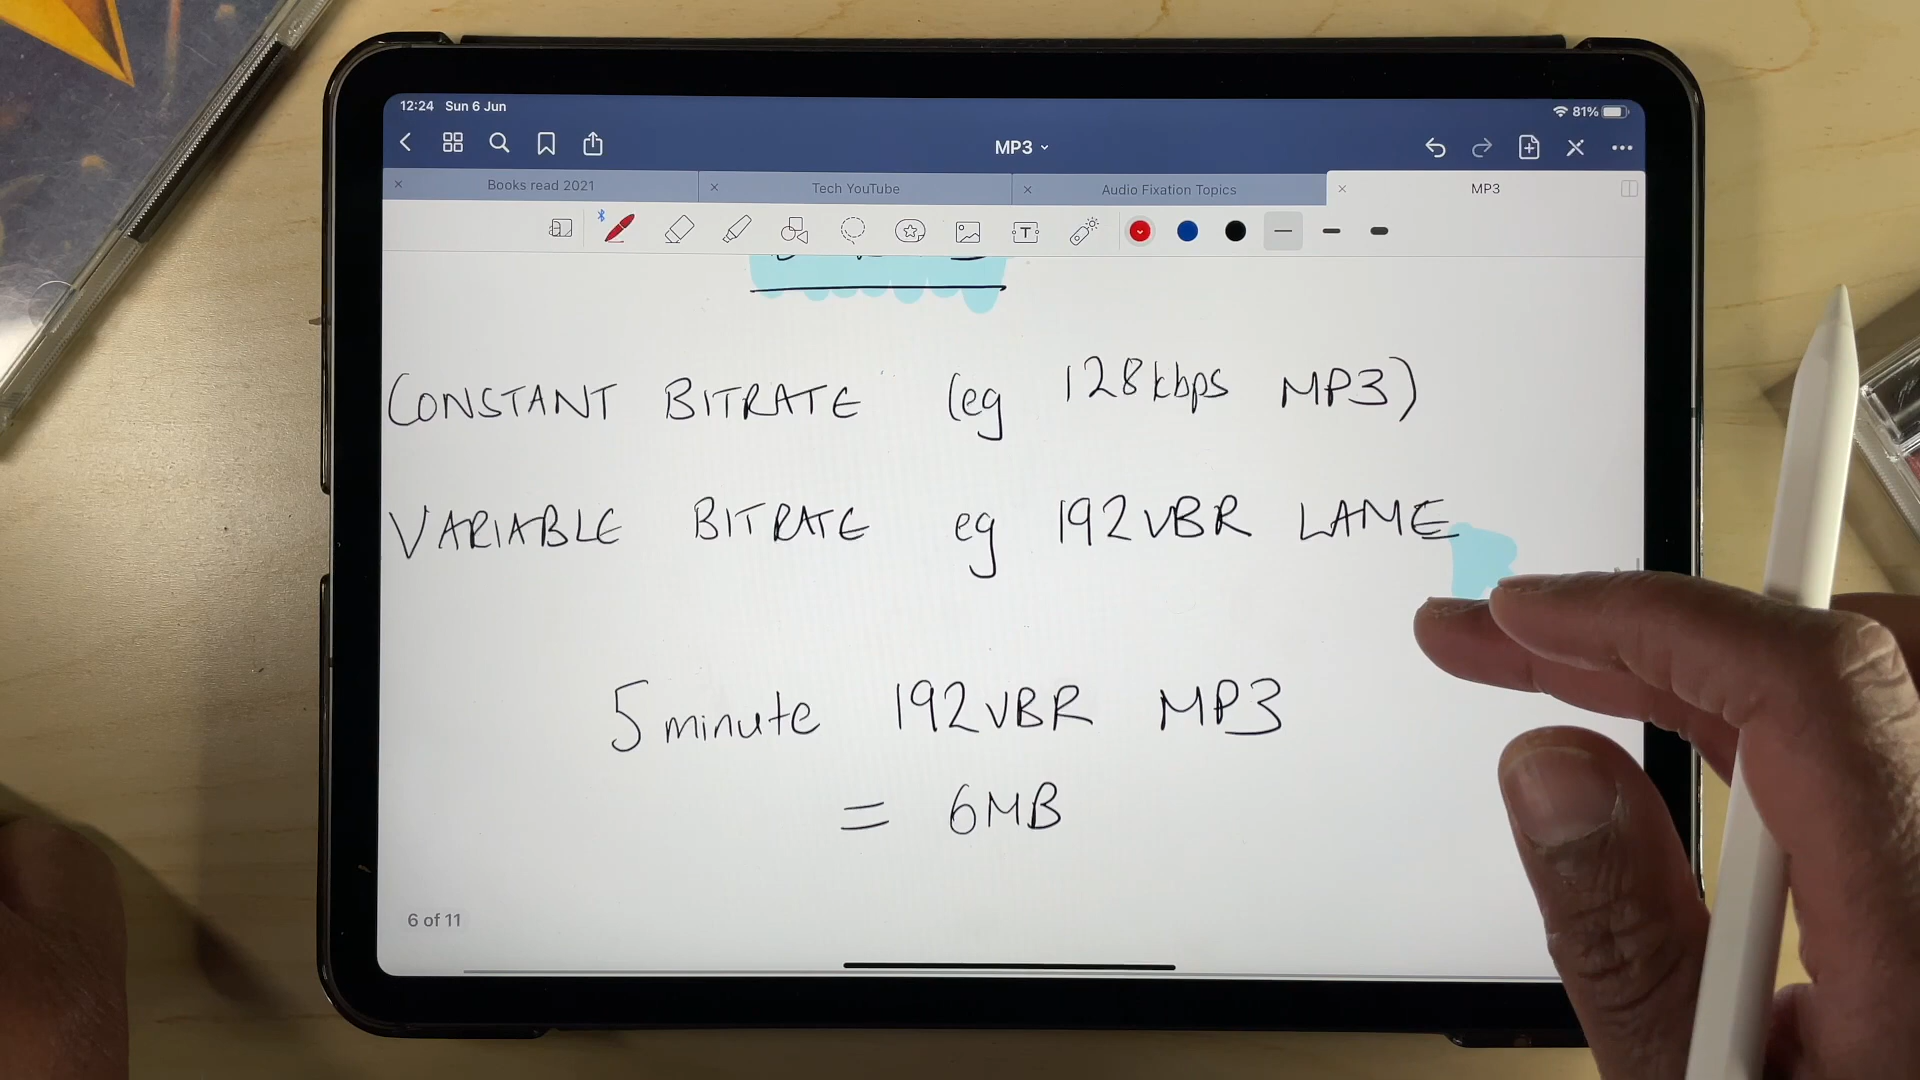 12:24 Sun 6 Jun
81%
MP3
Books read 2021
Tech YouTube
Audio Fixation Topics
MP3
T
CONSTANT BITRATE (eg 128kbps MP3)
VARIABLE BITRATE eg 192VBR LAME
5 minute 192VBR MP3
= 6MB
6 of 11